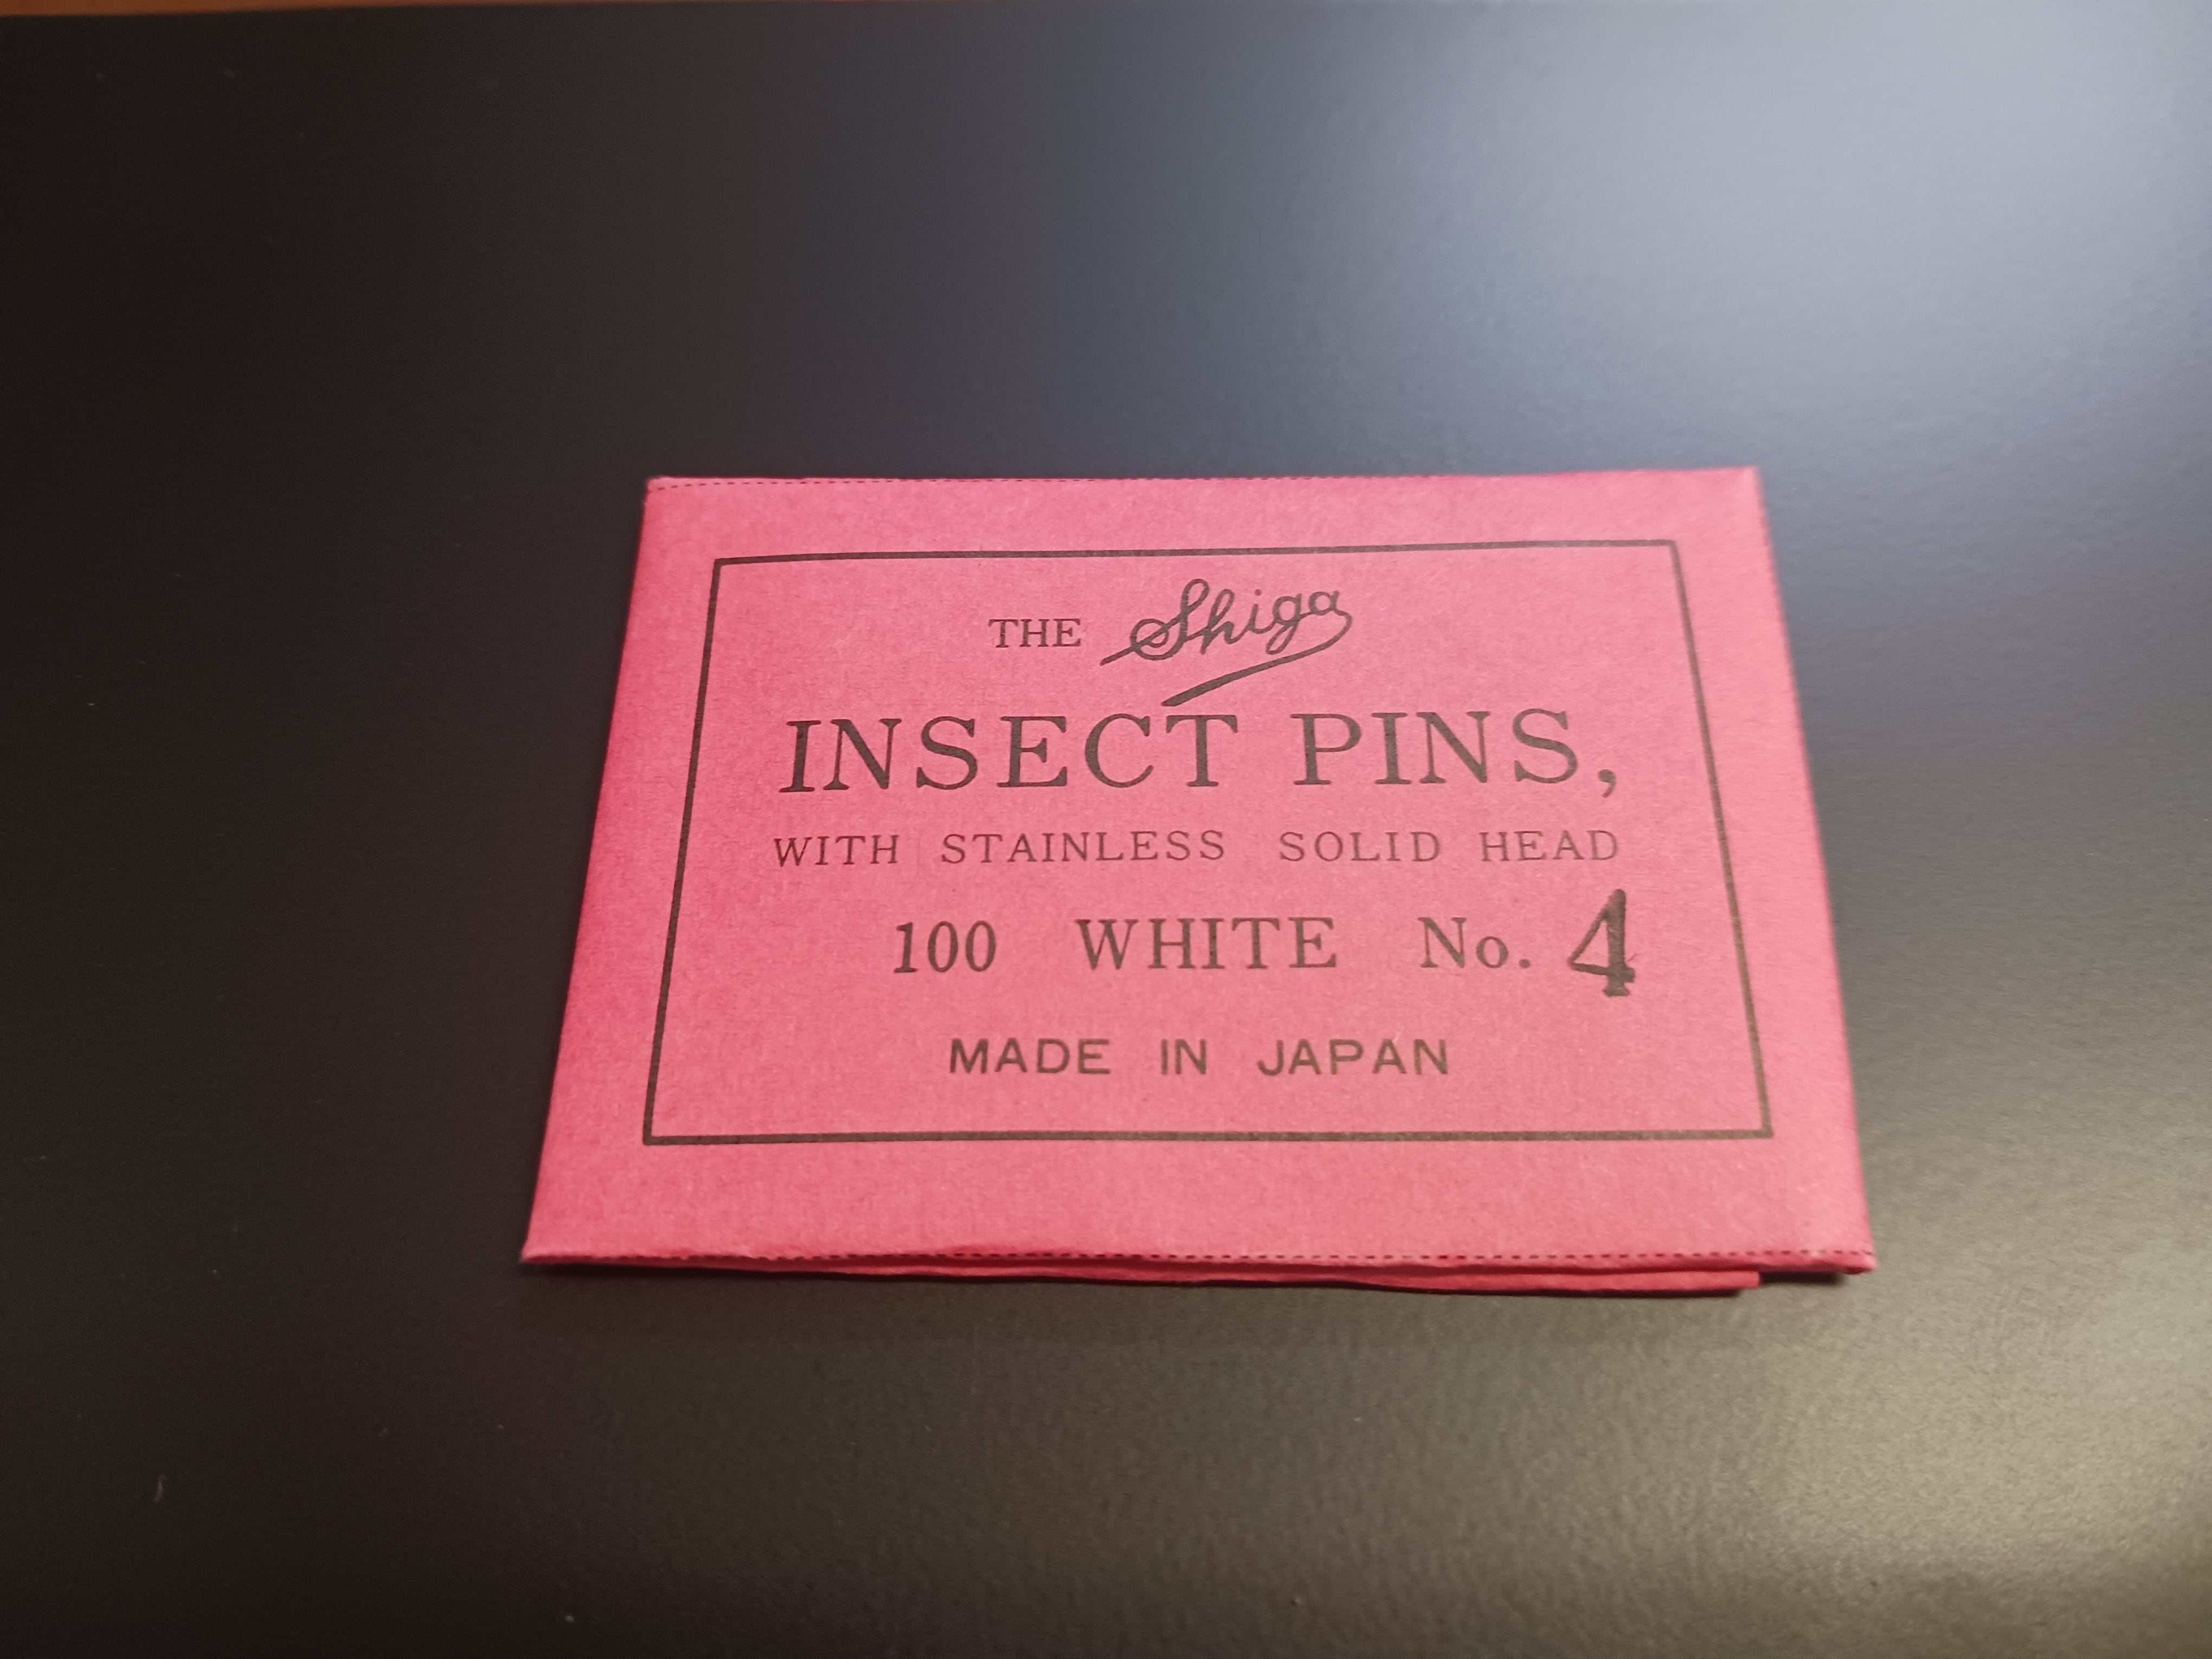 THE Shiga
INSECT PINS,
WITH STAINLESS SOLID HEAD
100 WHITE No. 4
MADE IN JAPAN